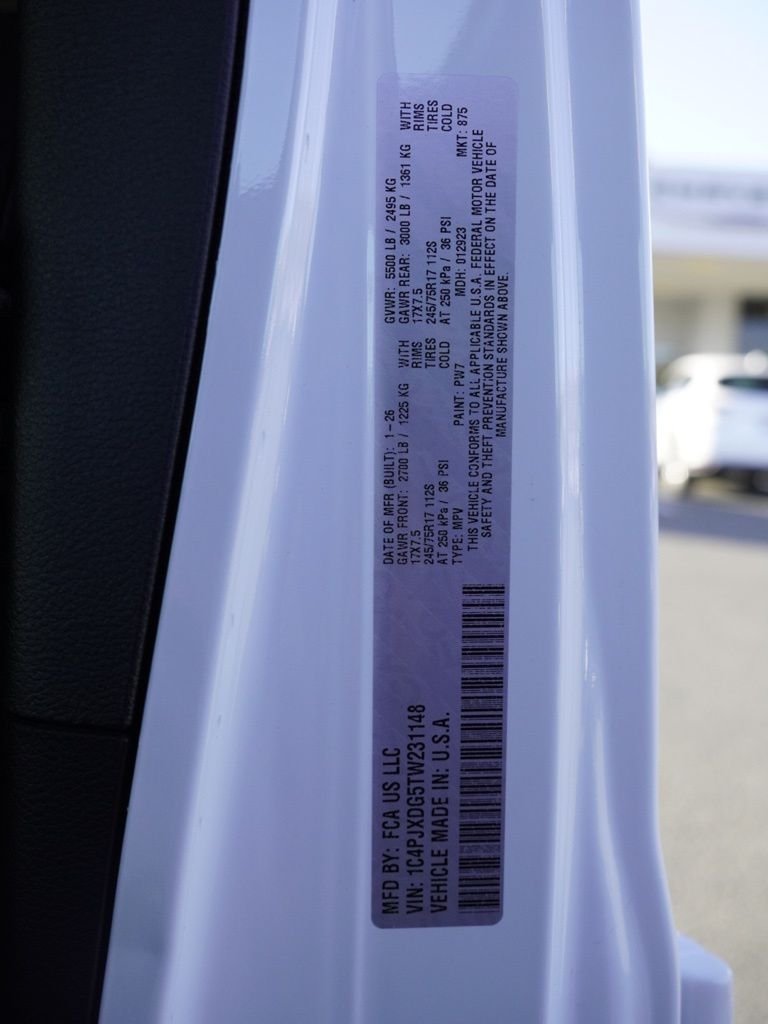 MFD BY: FCA US LLC
VIN: 1C4PJXDG5TW231148
VEHICLE MADE IN: U.S.A.
DATE OF MFR (BUILT): 1-26 GVWR: 5500 LB / 2495 KG
GAWR FRONT: 2700 LB / 1225 KG WITH GAWR REAR: 3000 LB / 1361 KG WITH
17X7.5 RIMS 17X7.5 RIMS
245/75R17 112S TIRES 245/75R17 112S TIRES
AT 250 kPa / 36 PSI COLD AT 250 kPa / 36 PSI COLD
TYPE: MPV PAINT: PW7 MDH: 012923 MKT: 875
THIS VEHICLE CONFORMS TO ALL APPLICABLE U.S.A. FEDERAL MOTOR VEHICLE
SAFETY AND THEFT PREVENTION STANDARDS IN EFFECT ON THE DATE OF
MANUFACTURE SHOWN ABOVE.